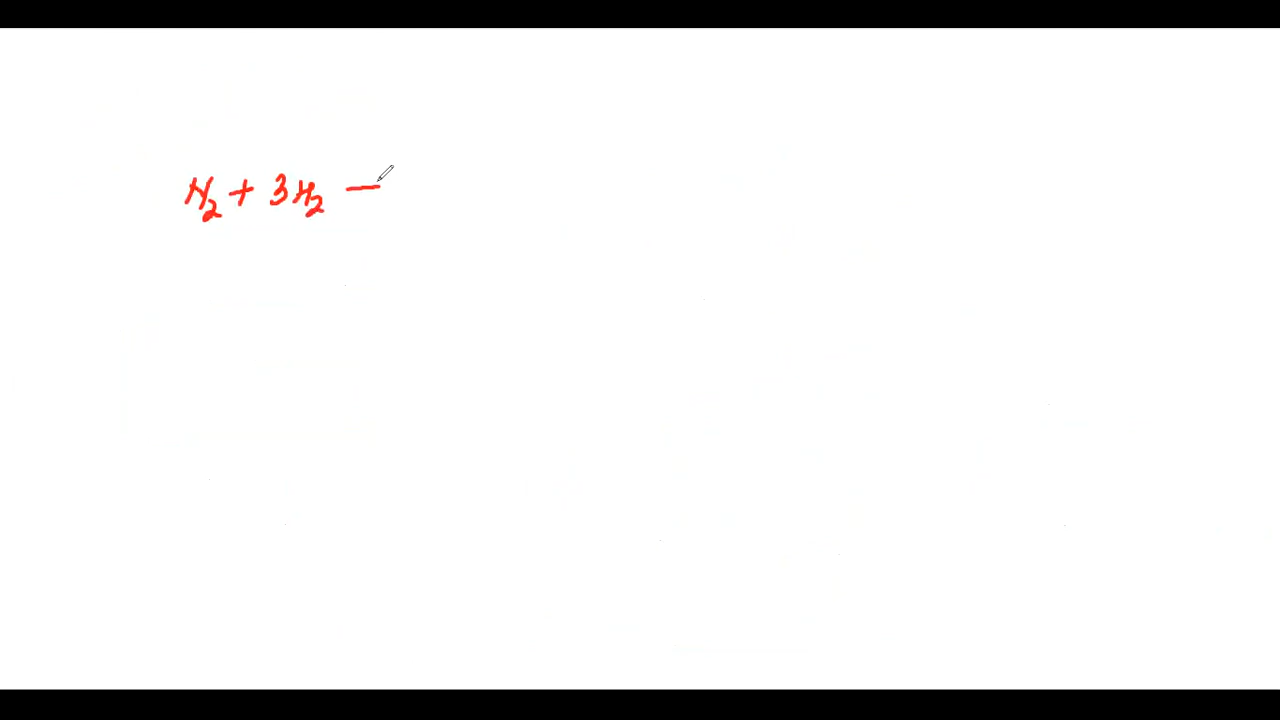 N₂ + 3H₂ —